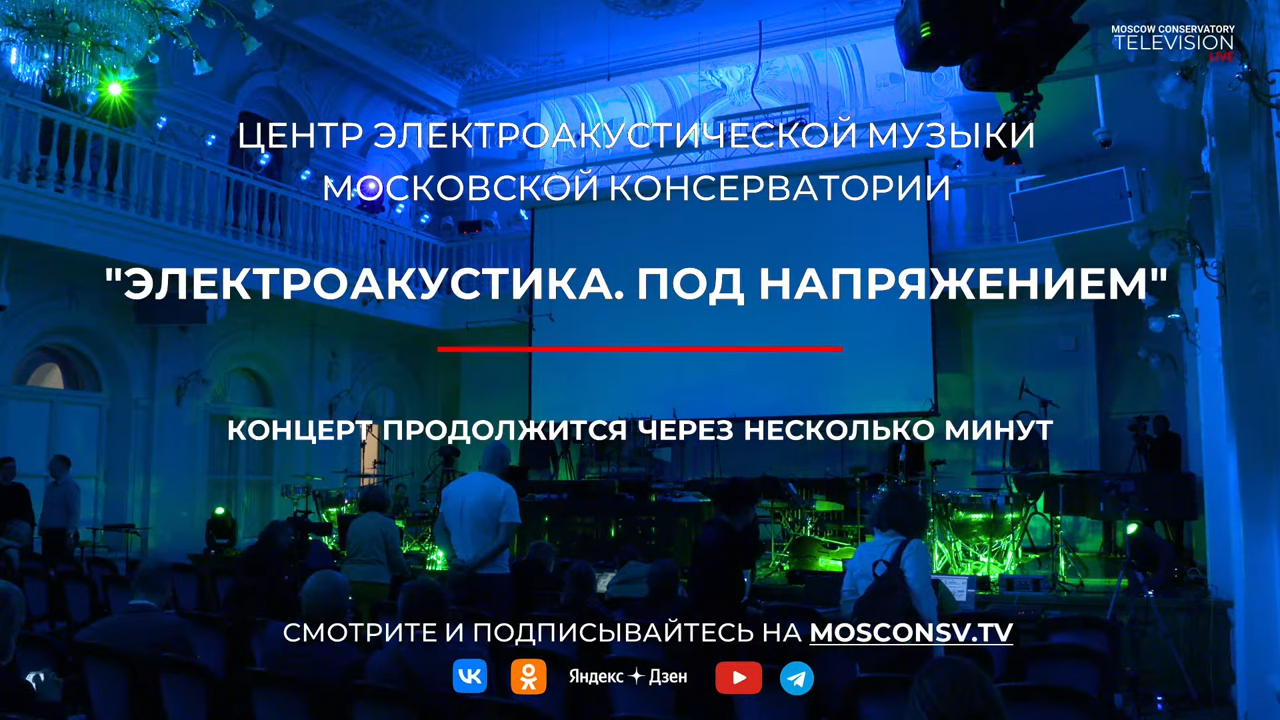 MOSCOW CONSERVATORY
TELEVISION
LIVE
ЦЕНТР ЭЛЕКТРОАКУСТИЧЕСКОЙ МУЗЫКИ
МОСКОВСКОЙ КОНСЕРВАТОРИИ
"ЭЛЕКТРОАКУСТИКА. ПОД НАПРЯЖЕНИЕМ"
КОНЦЕРТ ПРОДОЛЖИТСЯ ЧЕРЕЗ НЕСКОЛЬКО МИНУТ
СМОТРИТЕ И ПОДПИСЫВАЙТЕСЬ НА MOSCONSV.TV
Яндекс Дзен